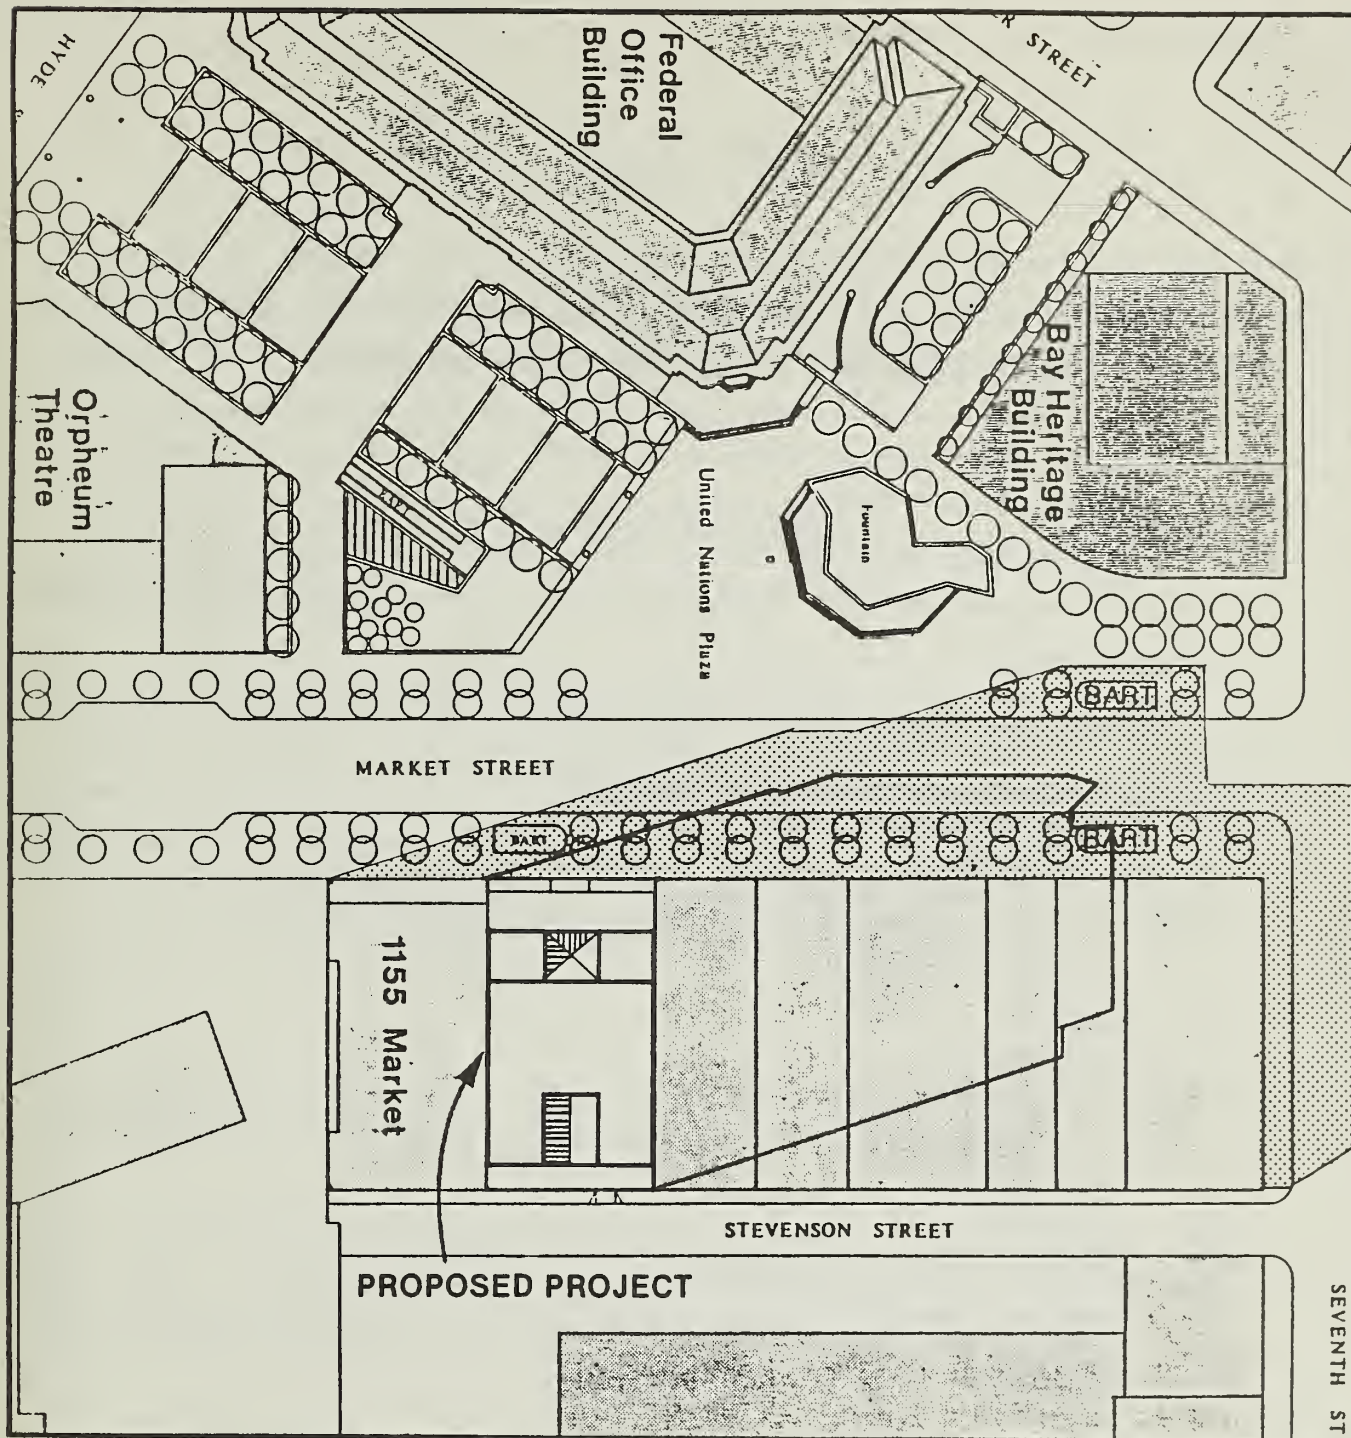 HYDE
Federal
Office
Building
ER STREET
Bay Heritage
Building
Orpheum
Theatre
United Nations Plaza
Fountain
BART
MARKET STREET
BART
BART
1155 Market
STEVENSON STREET
PROPOSED PROJECT
SEVENTH ST